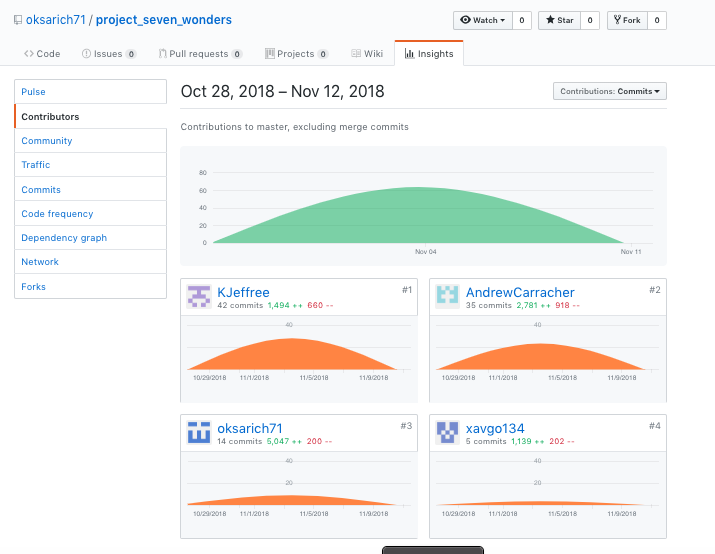 oksarich71 / project_seven_wonders
Watch 0 Star 0 Fork 0
Code Issues 0 Pull requests 0 Projects 0 Wiki Insights
Pulse
Contributors
Community
Traffic
Commits
Code frequency
Dependency graph
Network
Forks
Oct 28, 2018 – Nov 12, 2018
Contributions: Commits
Contributions to master, excluding merge commits
80
60
40
20
0
Nov 04 Nov 11
KJeffree #1
42 commits 1,494 ++ 660 --
40
10/29/2018 11/1/2018 11/5/2018 11/9/2018
AndrewCarracher #2
35 commits 2,781 ++ 918 --
40
10/29/2018 11/1/2018 11/5/2018 11/9/2018
oksarich71 #3
14 commits 5,047 ++ 200 --
40
20
10/29/2018 11/1/2018 11/5/2018 11/9/2018
xavgo134 #4
5 commits 1,139 ++ 202 --
40
20
10/29/2018 11/1/2018 11/5/2018 11/9/2018